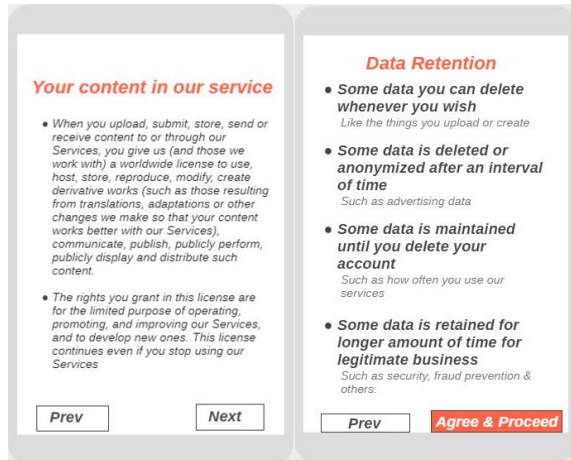 Your content in our service
● When you upload, submit, store, send or
receive content to or through our
Services, you give us (and those we
work with) a worldwide license to use,
host, store, reproduce, modify, create
derivative works (such as those resulting
from translations, adaptations or other
changes we make so that your content
works better with our Services),
communicate, publish, publicly perform,
publicly display and distribute such
content.
● The rights you grant in this license are
for the limited purpose of operating,
promoting, and improving our Services,
and to develop new ones. This license
continues even if you stop using our
Services
Prev
Next
Data Retention
● Some data you can delete
whenever you wish
Like the things you upload or create
● Some data is deleted or
anonymized after an interval
of time
Such as advertising data
● Some data is maintained
until you delete your
account
Such as how often you use our
services
● Some data is retained for
longer amount of time for
legitimate business
Such as security, fraud prevention &
others.
Prev
Agree & Proceed